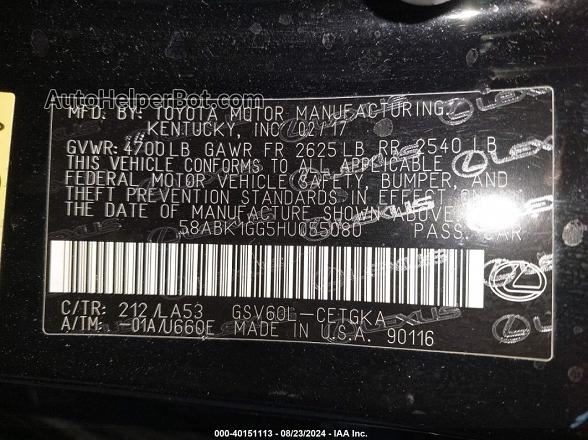 AutoHelperBot.com
MFD. BY: TOYOTA MOTOR MANUFACTURING,
KENTUCKY, INC 02/17
GVWR: 4700LB GAWR FR 2625LB RR 2540 LB
THIS VEHICLE CONFORMS TO ALL APPLICABLE
FEDERAL MOTOR VEHICLE SAFETY, BUMPER, AND
THEFT PREVENTION STANDARDS IN EFFECT ON
THE DATE OF MANUFACTURE SHOWN ABOVE.
58ABK1GG5HU055080 PASS. CAR
C/TR: 212/LA53 GSV60L-CETGKA
A/TM: -01A/U660E MADE IN U.S.A. 90116
LEXUS
000-40151113 - 08/23/2024 - IAA Inc.